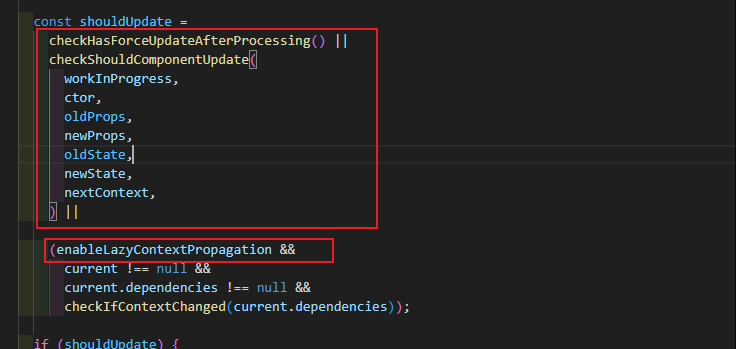 const shouldUpdate =
checkHasForceUpdateAfterProcessing() ||
checkShouldComponentUpdate(
workInProgress,
ctor,
oldProps,
newProps,
oldState,
newState,
nextContext,
) ||
(enableLazyContextPropagation &&
current !== null &&
current.dependencies !== null &&
checkIfContextChanged(current.dependencies));
if (shouldUpdate) {